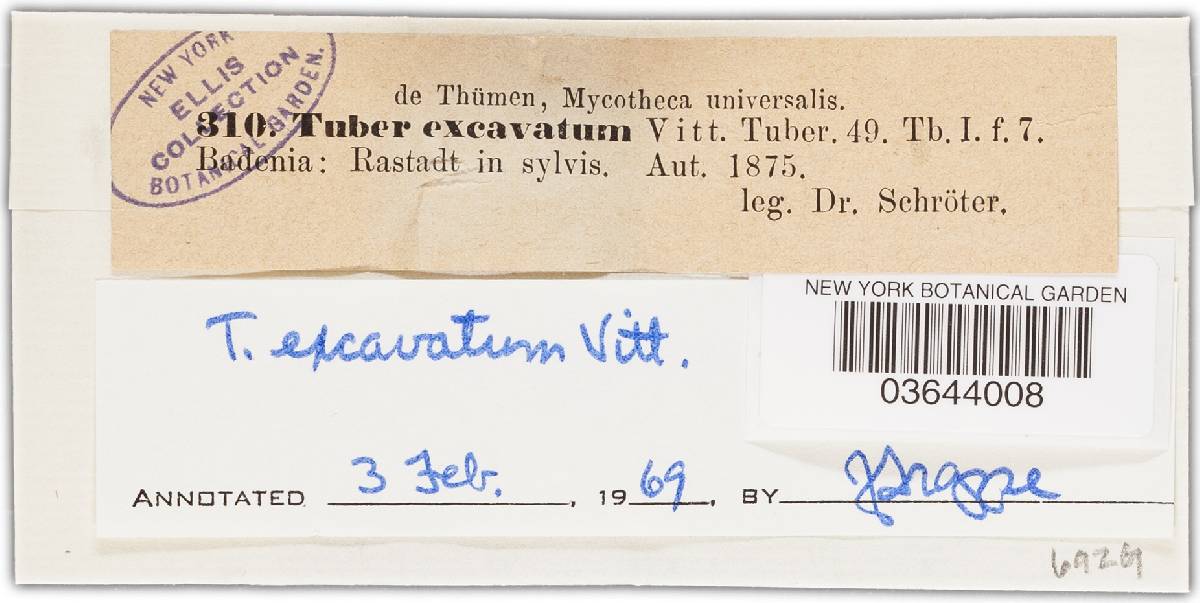 NEW YORK
ELLIS
COLLECTION
BOTANICAL GARDEN.
de Thümen, Mycotheca universalis.
310. Tuber excavatum Vitt. Tuber. 49. Tb. I. f. 7.
Badenia: Rastadt in sylvis. Aut. 1875.
leg. Dr. Schröter.
NEW YORK BOTANICAL GARDEN
03644008
T. excavatum Vitt.
ANNOTATED 3 Feb. , 1969, BY
6929